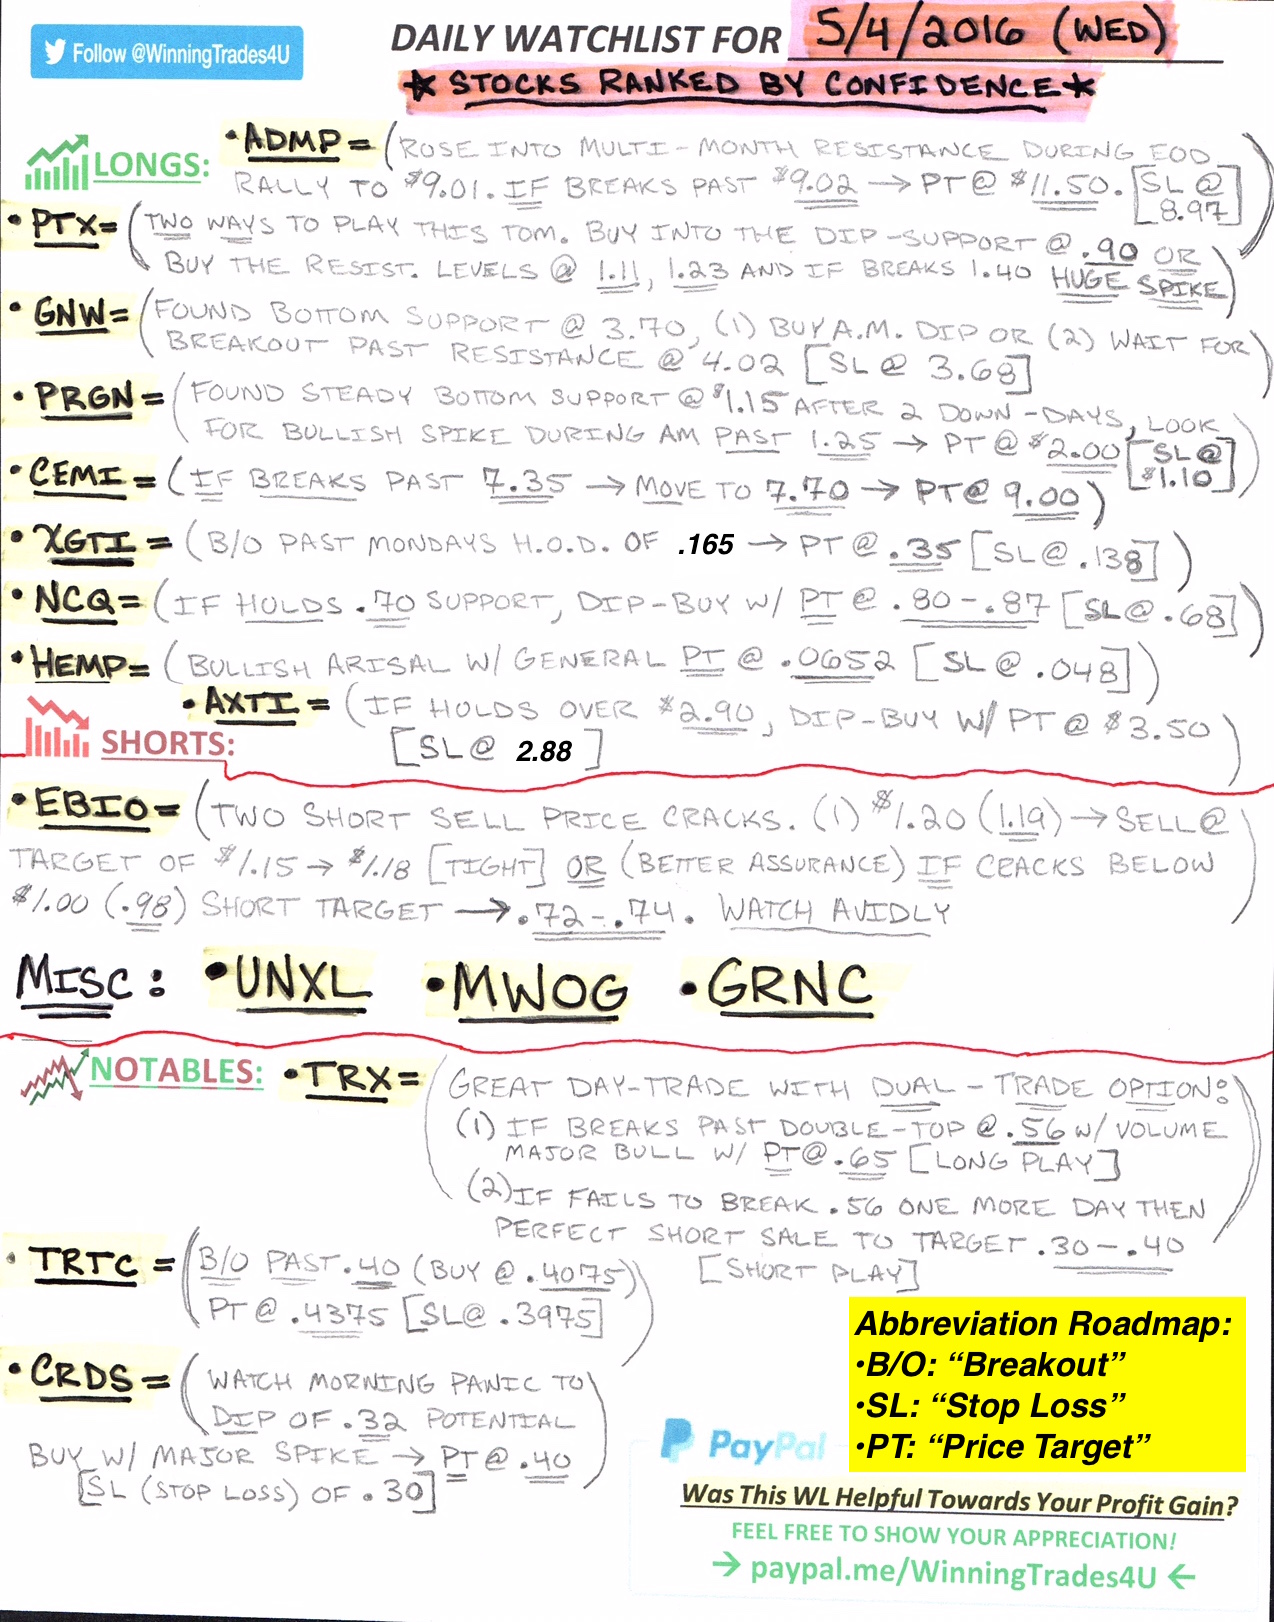 Follow @WinningTrades4U
DAILY WATCHLIST FOR 5/4/2016 (WED)
★ STOCKS RANKED BY CONFIDENCE ★
LONGS: • ADMP = (ROSE INTO MULTI-MONTH RESISTANCE DURING EOD
RALLY TO $9.01. IF BREAKS PAST $9.02 → PT @ $11.50. [SL @ 8.97])
• PTX = (TWO WAYS TO PLAY THIS TOM. BUY INTO THE DIP-SUPPORT @ .90 OR
BUY THE RESIST. LEVELS @ 1.11, 1.23 AND IF BREAKS 1.40 HUGE SPIKE)
• GNW = (FOUND BOTTOM SUPPORT @ 3.70, (1) BUY A.M. DIP OR (2) WAIT FOR
BREAKOUT PAST RESISTANCE @ 4.02 [SL @ 3.68])
• PRGN = (FOUND STEADY BOTTOM SUPPORT @ $1.15 AFTER 2 DOWN-DAYS, LOOK
FOR BULLISH SPIKE DURING AM PAST 1.25 → PT @ $2.00 [SL @ $1.10])
• CEMI = (IF BREAKS PAST 7.35 → MOVE TO 7.70 → PT @ 9.00)
• XGTI = (B/O PAST MONDAYS H.O.D. OF .165 → PT @ .35 [SL @ .138])
• NCQ = (IF HOLDS .70 SUPPORT, DIP-BUY W/ PT @ .80-.87 [SL @ .68])
• HEMP = (BULLISH ARISAL W/ GENERAL PT @ .0652 [SL @ .048])
• AXTI = (IF HOLDS OVER $2.90, DIP-BUY W/ PT @ $3.50)
[SL @ 2.88]
SHORTS:
• EBIO = (TWO SHORT SELL PRICE CRACKS. (1) $1.20 (1.19) → SELL @
TARGET OF $1.15 → $1.18 [TIGHT] OR (BETTER ASSURANCE) IF CRACKS BELOW
$1.00 (.98) SHORT TARGET → .72-.74. WATCH AVIDLY)
MISC: • UNXL • MWOG • GRNC
NOTABLES: • TRX = (GREAT DAY-TRADE WITH DUAL-TRADE OPTION:
(1) IF BREAKS PAST DOUBLE-TOP @ .56 W/ VOLUME
MAJOR BULL W/ PT @ .65 [LONG PLAY]
(2) IF FAILS TO BREAK .56 ONE MORE DAY THEN
PERFECT SHORT SALE TO TARGET .30-.40)
[SHORT PLAY]
• TRTC = (B/O PAST .40 (BUY @ .4075)
PT @ .4375 [SL @ .3975])
• CRDS = (WATCH MORNING PANIC TO
DIP OF .32 POTENTIAL
BUY W/ MAJOR SPIKE → PT @ .40)
[SL (STOP LOSS) OF .30]
Abbreviation Roadmap:
•B/O: “Breakout”
•SL: “Stop Loss”
•PT: “Price Target”
PayPal
Was This WL Helpful Towards Your Profit Gain?
FEEL FREE TO SHOW YOUR APPRECIATION!
→ paypal.me/WinningTrades4U ←